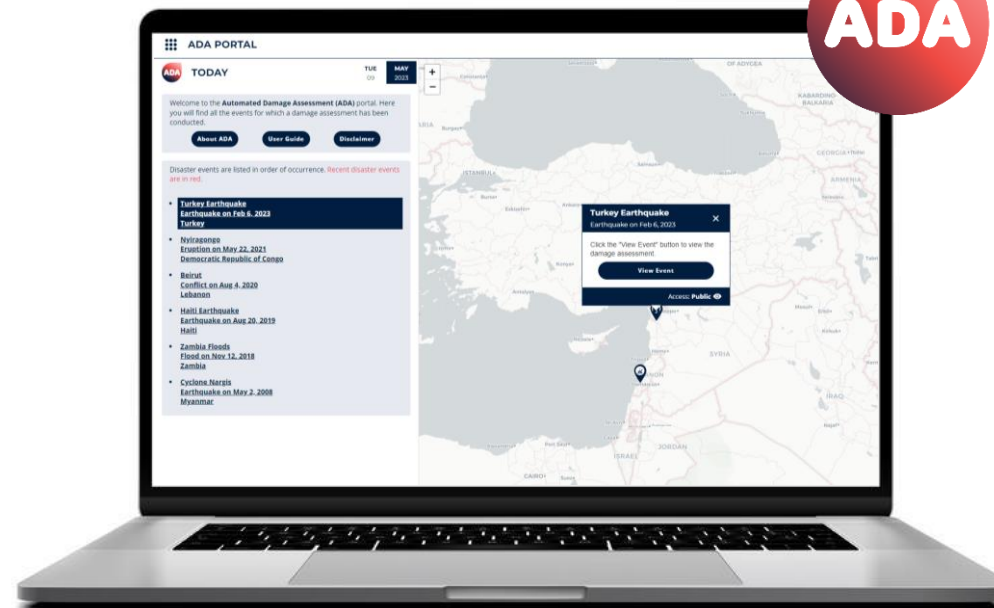 ADA
ADA PORTAL
ADA
TODAY
TUE
09
MAY
2023
Welcome to the Automated Damage Assessment (ADA) portal. Here
you will find all the events for which a damage assessment has been
conducted.
About ADA
User Guide
Disclaimer
Disaster events are listed in order of occurrence. Recent disaster events
are in red.
Turkey Earthquake
Earthquake on Feb 6, 2023
Turkey
Nyiragongo
Eruption on May 22, 2021
Democratic Republic of Congo
Beirut
Conflict on Aug 4, 2020
Lebanon
Haiti Earthquake
Earthquake on Aug 20, 2019
Haiti
Zambia Floods
Flood on Nov 12, 2018
Zambia
Cyclone Nargis
Earthquake on May 2, 2008
Myanmar
+
−
OF ADYGEA
KABARDINO
BALKARIA
GEORGIA
ISTANBUL
ARMENIA
Turkey Earthquake
×
Earthquake on Feb 6, 2023
Click the "View Event" button to view the
damage assessment
View Event
Access: Public
SYRIA
IRAQ
JORDAN
ISRAEL
CAIRO